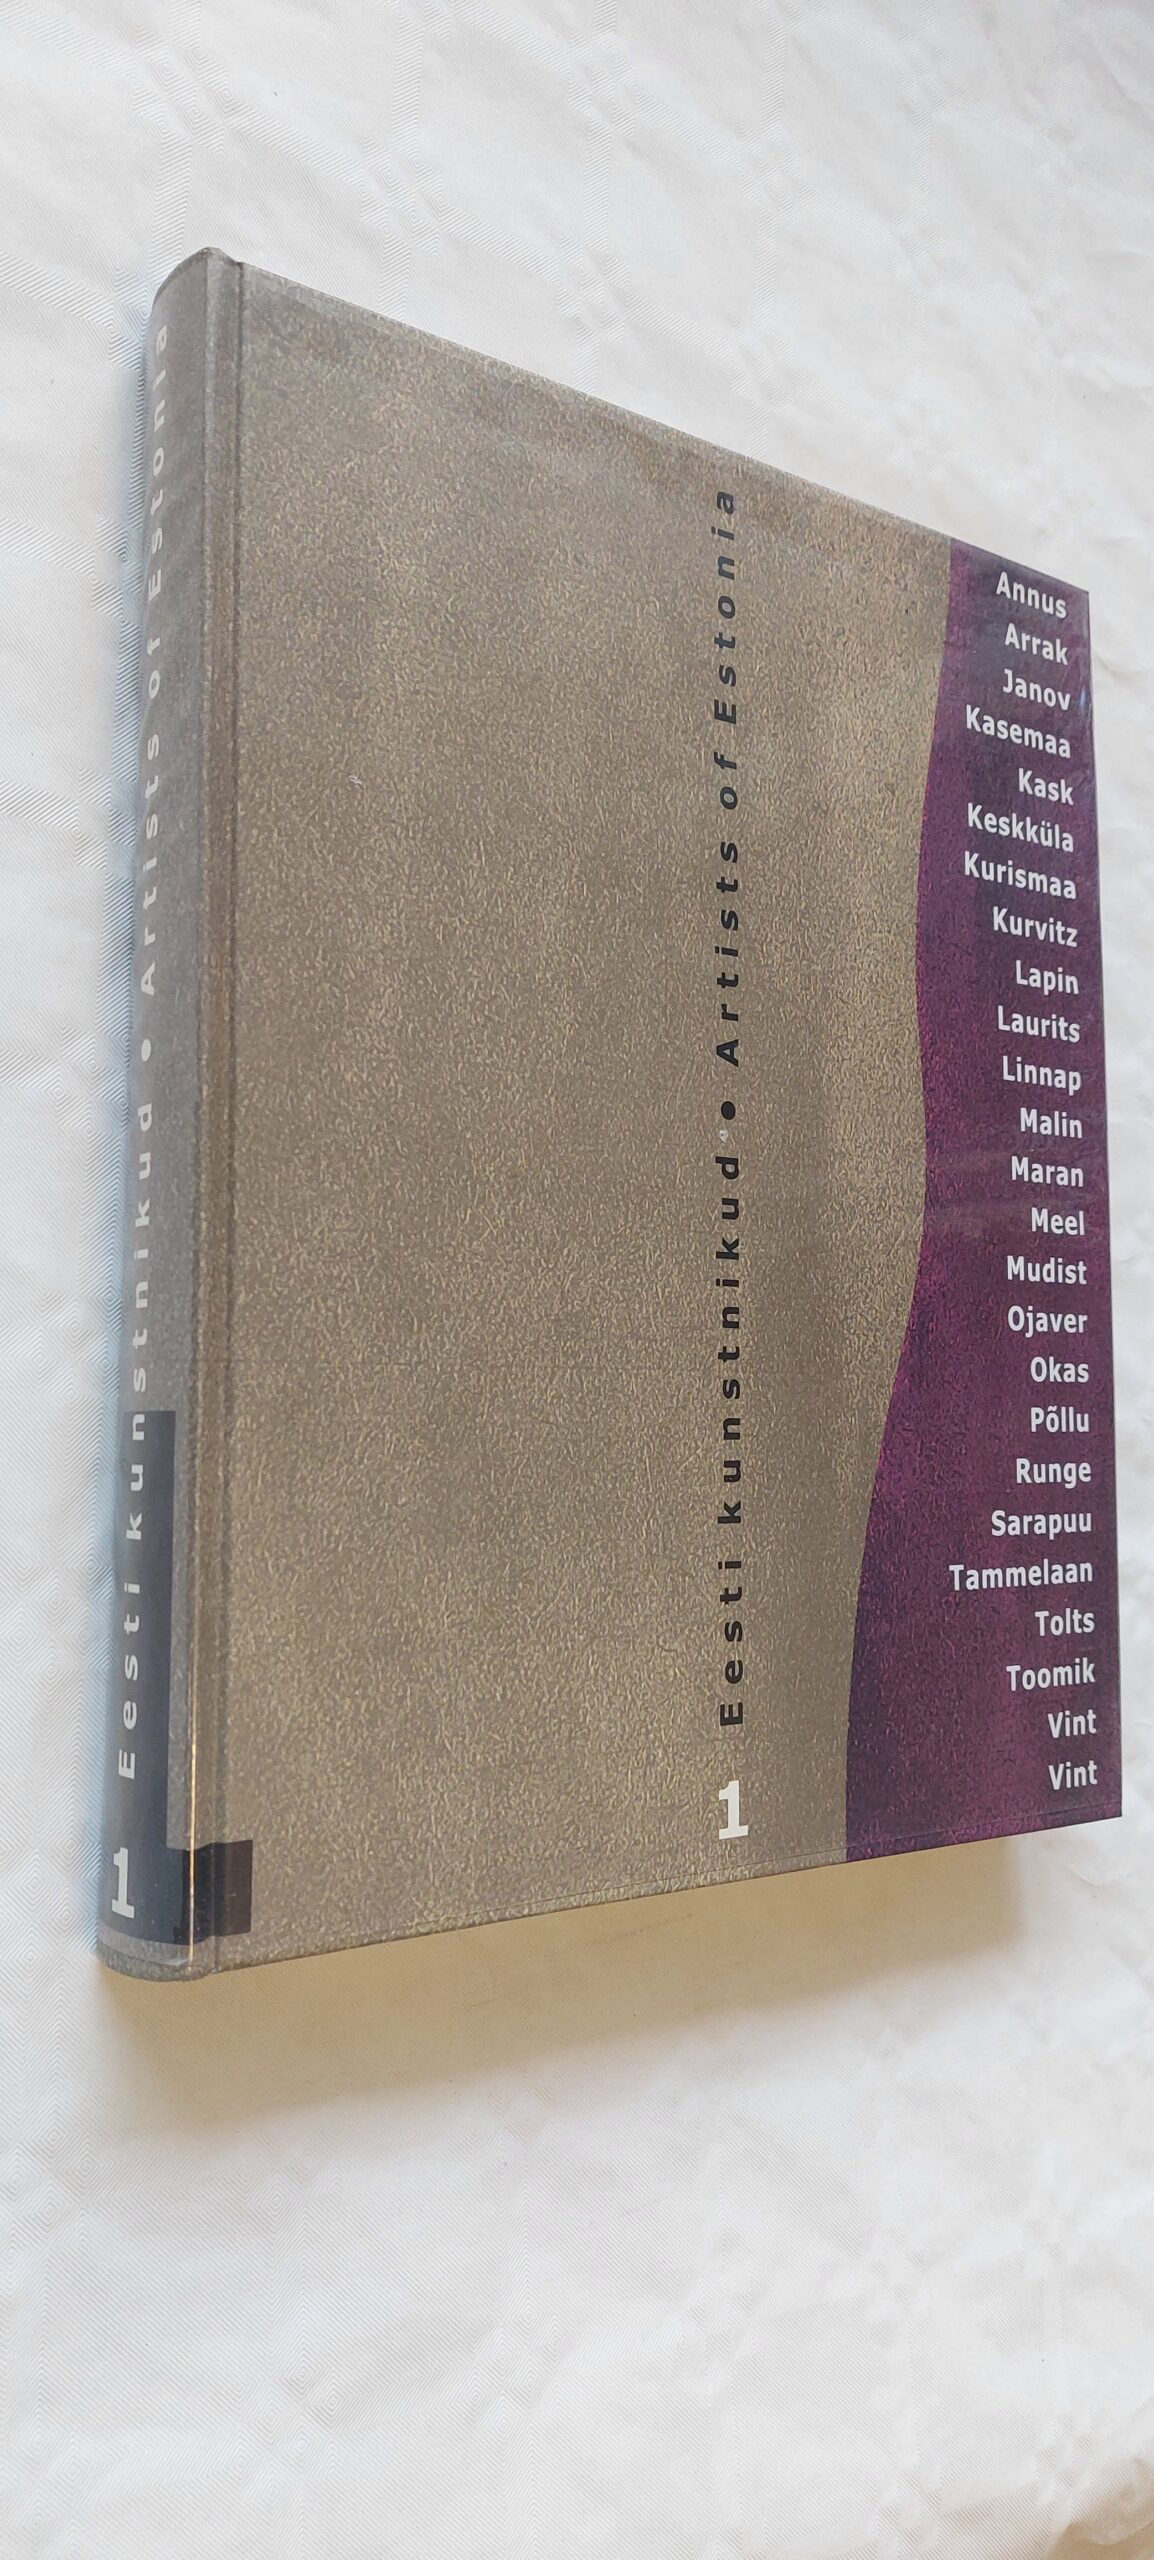 1 Eesti kunstnikud • Artists of Estonia
1 Eesti kunstnikud • Artists of Estonia
Annus
Arrak
Janov
Kasemaa
Kask
Keskküla
Kurismaa
Kurvitz
Lapin
Laurits
Linnap
Malin
Maran
Meel
Mudist
Ojaver
Okas
Põllu
Runge
Sarapuu
Tammelaan
Tolts
Toomik
Vint
Vint